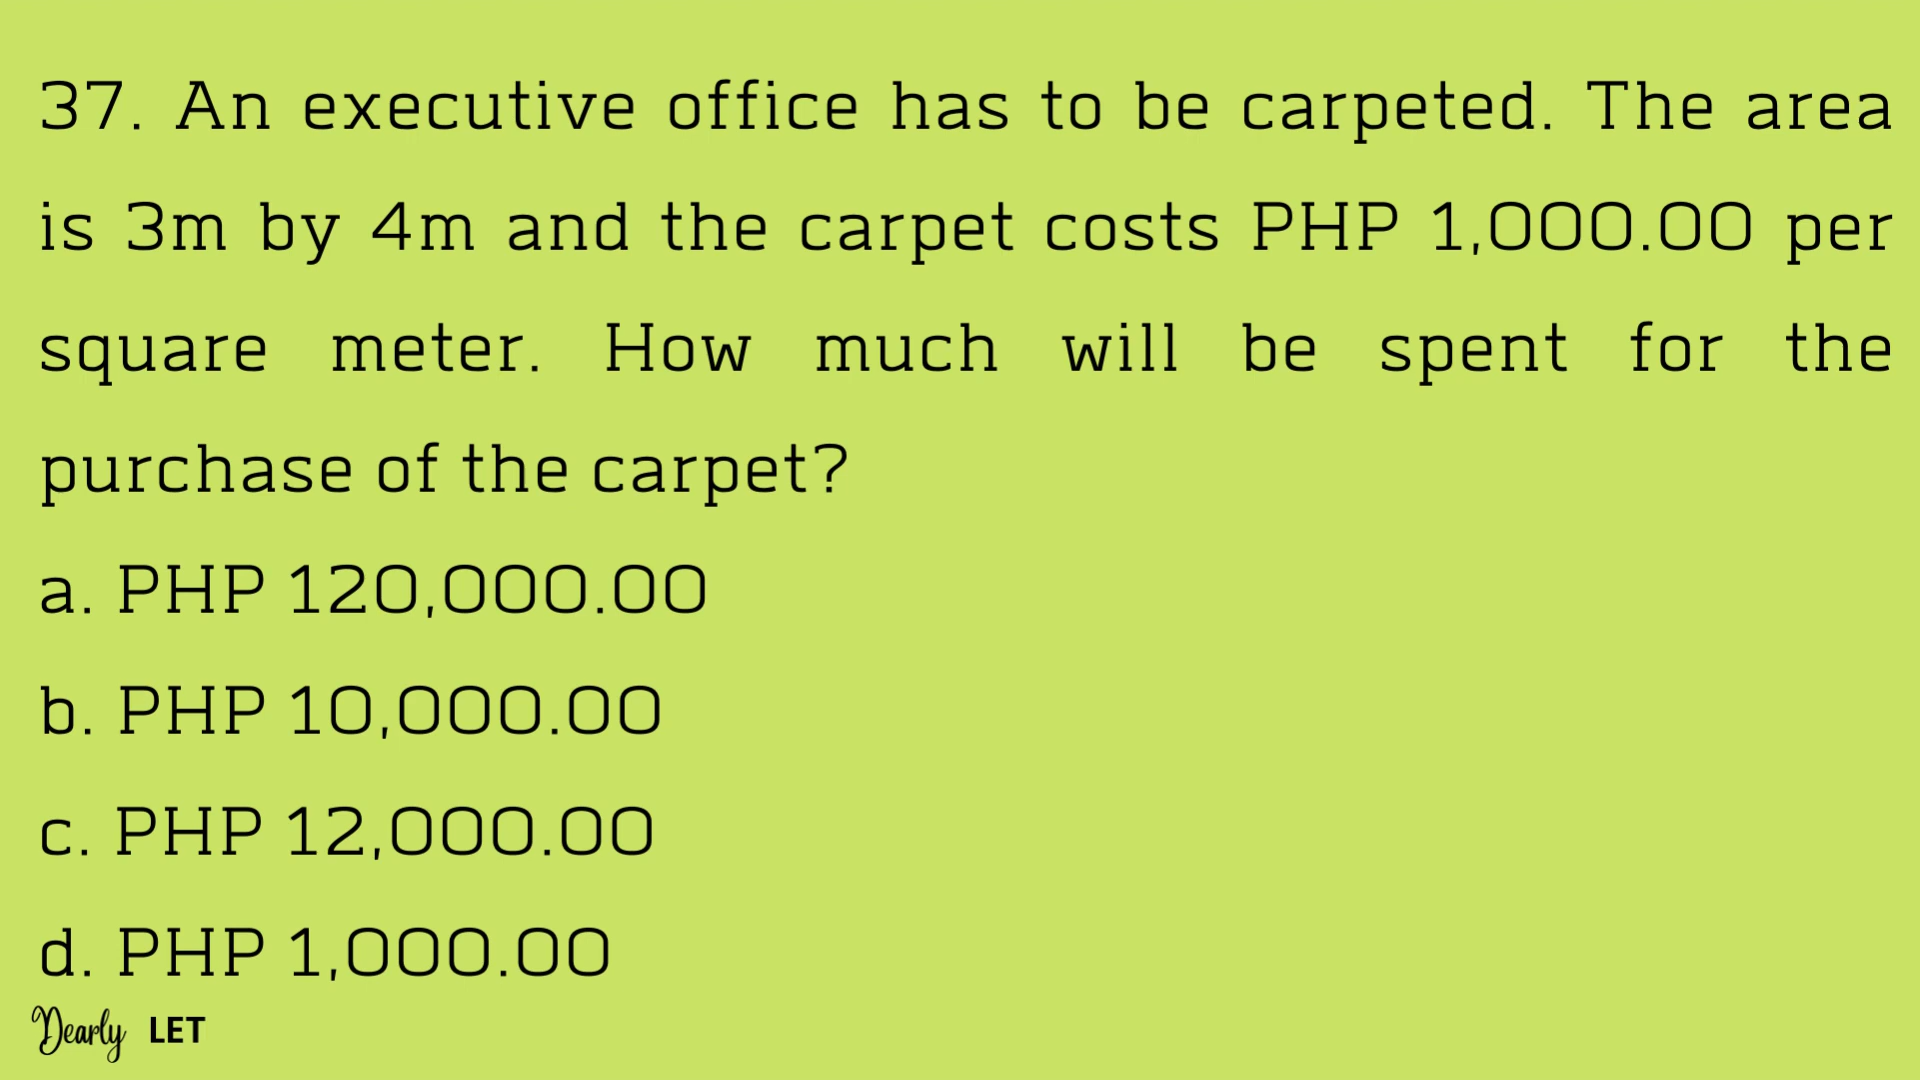 37. An executive office has to be carpeted. The area
is 3m by 4m and the carpet costs PHP 1,000.00 per
square meter. How much will be spent for the
purchase of the carpet?
a. PHP 120,000.00
b. PHP 10,000.00
c. PHP 12,000.00
d. PHP 1,000.00
Dearly LET